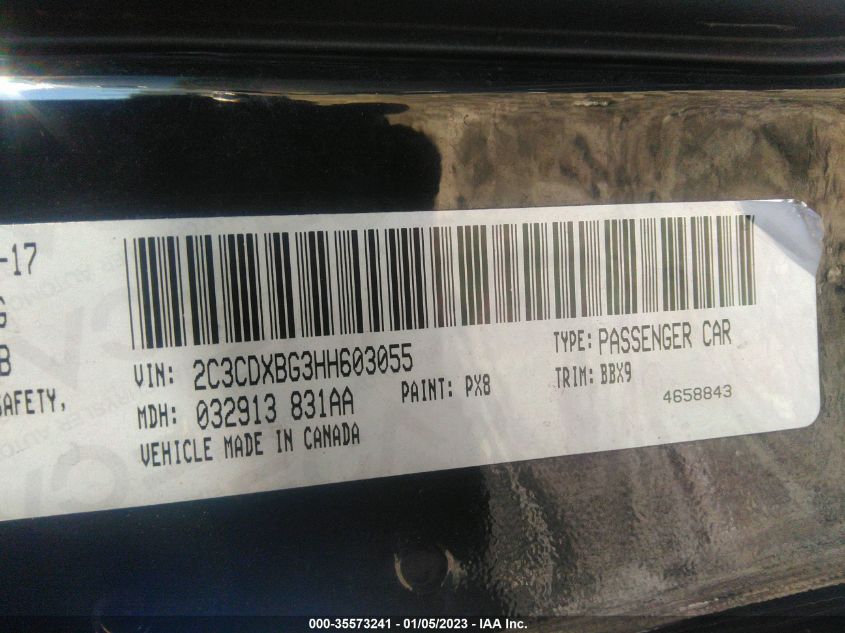 -17
G
B
SAFETY,
VIN: 2C3CDXBG3HH603055
TYPE: PASSENGER CAR
MDH: 032913 831AA
PAINT: PX8
TRIM: BBX9
4658843
VEHICLE MADE IN CANADA
000-35573241 - 01/05/2023 - IAA Inc.